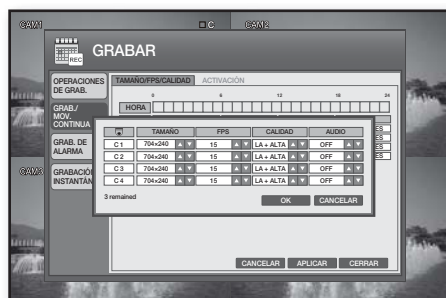 CAM1
CAM2
REC
GRABAR
OPERACIONES DE GRAB.
TAMAÑO/FPS/CALIDAD
ACTIVACIÓN
GRAB./ MOV. CONTINUA
0 6 12 18 24
HORA
TAMAÑO FPS CALIDAD AUDIO
C 1 704×240 15 LA + ALTA OFF
C 2 704×240 15 LA + ALTA OFF
C 3 704×240 15 LA + ALTA OFF
C 4 704×240 15 LA + ALTA OFF
3 remained
OK CANCELAR
GRAB. DE ALARMA
CAM3
GRABACIÓN INSTANTÁN
CANCELAR APLICAR CERRAR